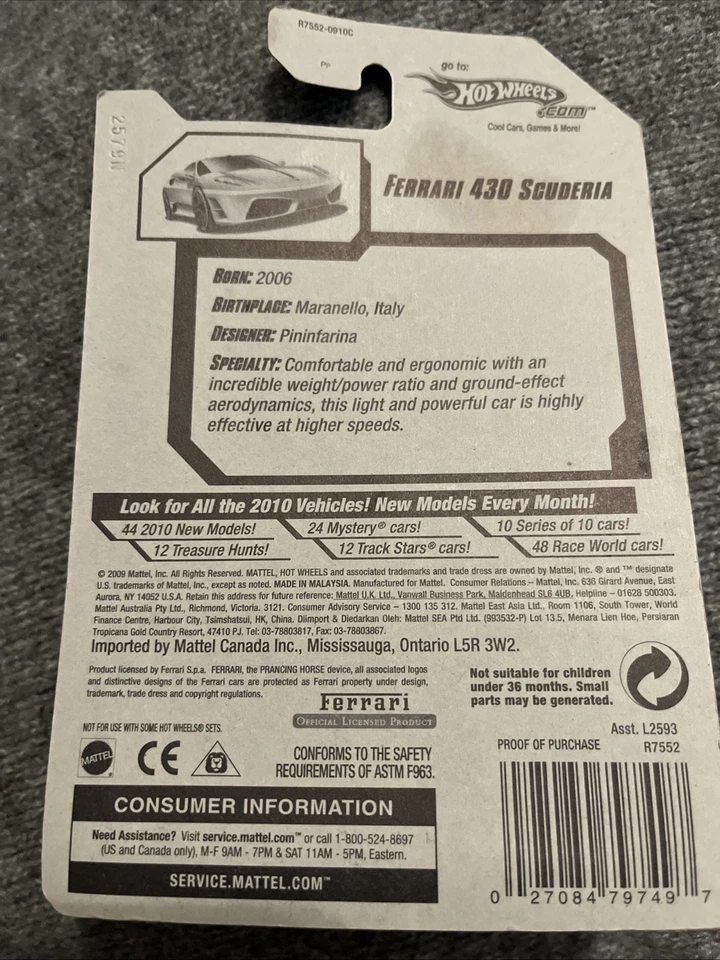 R7552-0910C
PP
go to:
HOT WHEELS
.COM™
Cool Cars, Games & More!
2579N
FERRARI 430 SCUDERIA
BORN: 2006
BIRTHPLACE: Maranello, Italy
DESIGNER: Pininfarina
SPECIALTY: Comfortable and ergonomic with an
incredible weight/power ratio and ground-effect
aerodynamics, this light and powerful car is highly
effective at higher speeds.
Look for All the 2010 Vehicles! New Models Every Month!
44 2010 New Models! 24 Mystery® cars! 10 Series of 10 cars!
12 Treasure Hunts! 12 Track Stars® cars! 48 Race World cars!
© 2009 Mattel, Inc. All Rights Reserved. MATTEL, HOT WHEELS and associated trademarks and trade dress are owned by Mattel, Inc. ® and ™ designate
U.S. trademarks of Mattel, Inc., except as noted. MADE IN MALAYSIA. Manufactured for Mattel. Consumer Relations – Mattel, Inc. 636 Girard Avenue, East
Aurora, NY 14052 U.S.A. Retain this address for future reference: Mattel U.K. Ltd., Vanwall Business Park, Maidenhead SL6 4UB. Helpline – 01628 500303.
Mattel Australia Pty Ltd., Richmond, Victoria. 3121. Consumer Advisory Service – 1300 135 312. Mattel East Asia Ltd., Room 1106, South Tower, World
Finance Centre, Harbour City, Tsimshatsui, HK, China. Diimport & Diedarkan Oleh: Mattel SEA Ptd Ltd. (993532-P) Lot 13.5, Menara Lien Hoe, Persiaran
Tropicana Gold Country Resort, 47410 PJ. Tel: 03-78803817, Fax: 03-78803867.
Imported by Mattel Canada Inc., Mississauga, Ontario L5R 3W2.
Product licensed by Ferrari S.p.a. FERRARI, the PRANCING HORSE device, all associated logos
and distinctive designs of the Ferrari cars are protected as Ferrari property under design,
trademark, trade dress and copyright regulations.
Ferrari
OFFICIAL LICENSED PRODUCT
Not suitable for children
under 36 months. Small
parts may be generated.
NOT FOR USE WITH SOME HOT WHEELS® SETS.
MATTEL
CE
CONFORMS TO THE SAFETY
REQUIREMENTS OF ASTM F963.
Asst. L2593
PROOF OF PURCHASE R7552
CONSUMER INFORMATION
Need Assistance? Visit service.mattel.com™ or call 1-800-524-8697
(US and Canada only), M-F 9AM - 7PM & SAT 11AM - 5PM, Eastern.
SERVICE.MATTEL.COM™
0 27084 79749 7